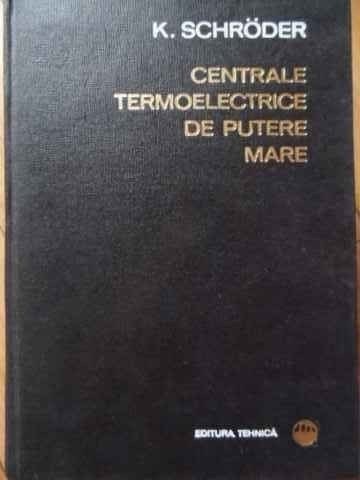 K. SCHRÖDER
CENTRALE
TERMOELECTRICE
DE PUTERE
MARE
EDITURA TEHNICĂ